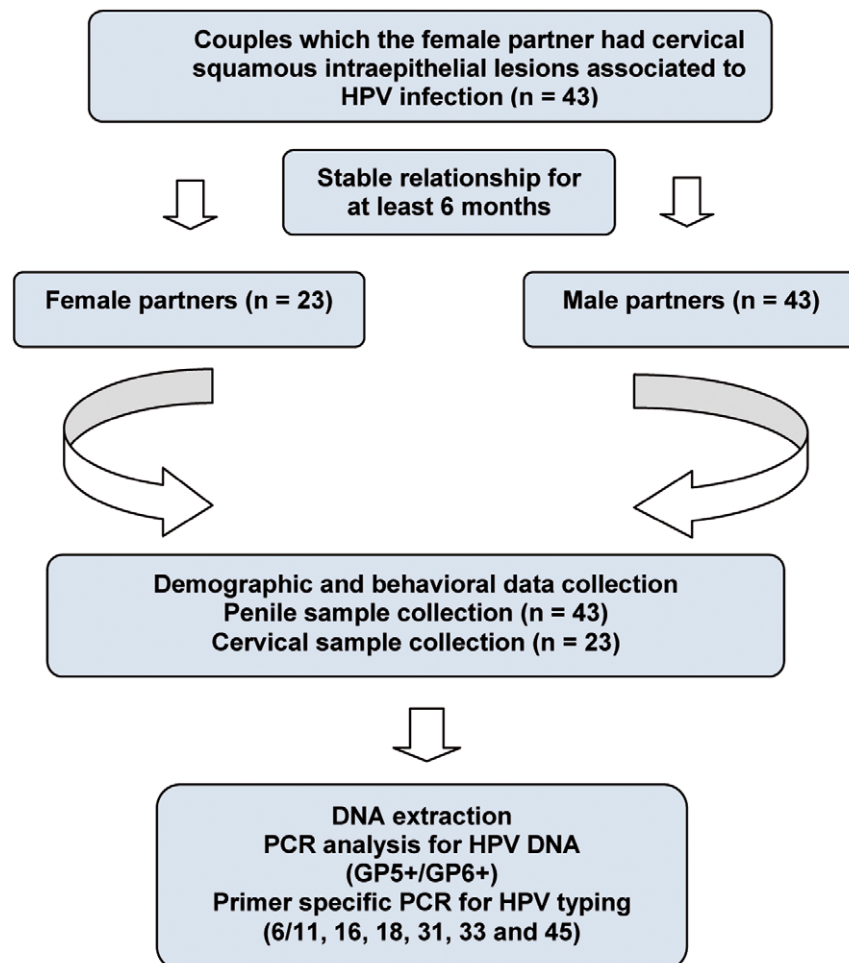 Couples which the female partner had cervical
squamous intraepithelial lesions associated to
HPV infection (n = 43)
Stable relationship for
at least 6 months
Female partners (n = 23)
Male partners (n = 43)
Demographic and behavioral data collection
Penile sample collection (n = 43)
Cervical sample collection (n = 23)
DNA extraction
PCR analysis for HPV DNA
(GP5+/GP6+)
Primer specific PCR for HPV typing
(6/11, 16, 18, 31, 33 and 45)